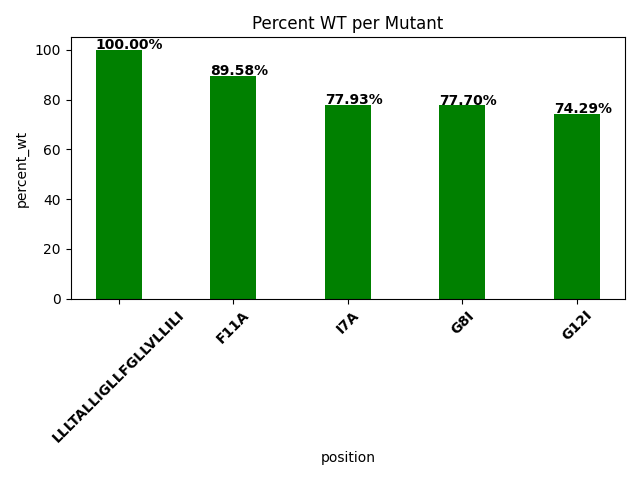 Percent WT per Mutant
percent_wt
100
80
60
40
20
0
100.00%
89.58%
77.93%
77.70%
74.29%
LLLTALLIGLLFGLLVLLILI
F11A
I7A
G8I
G12I
position